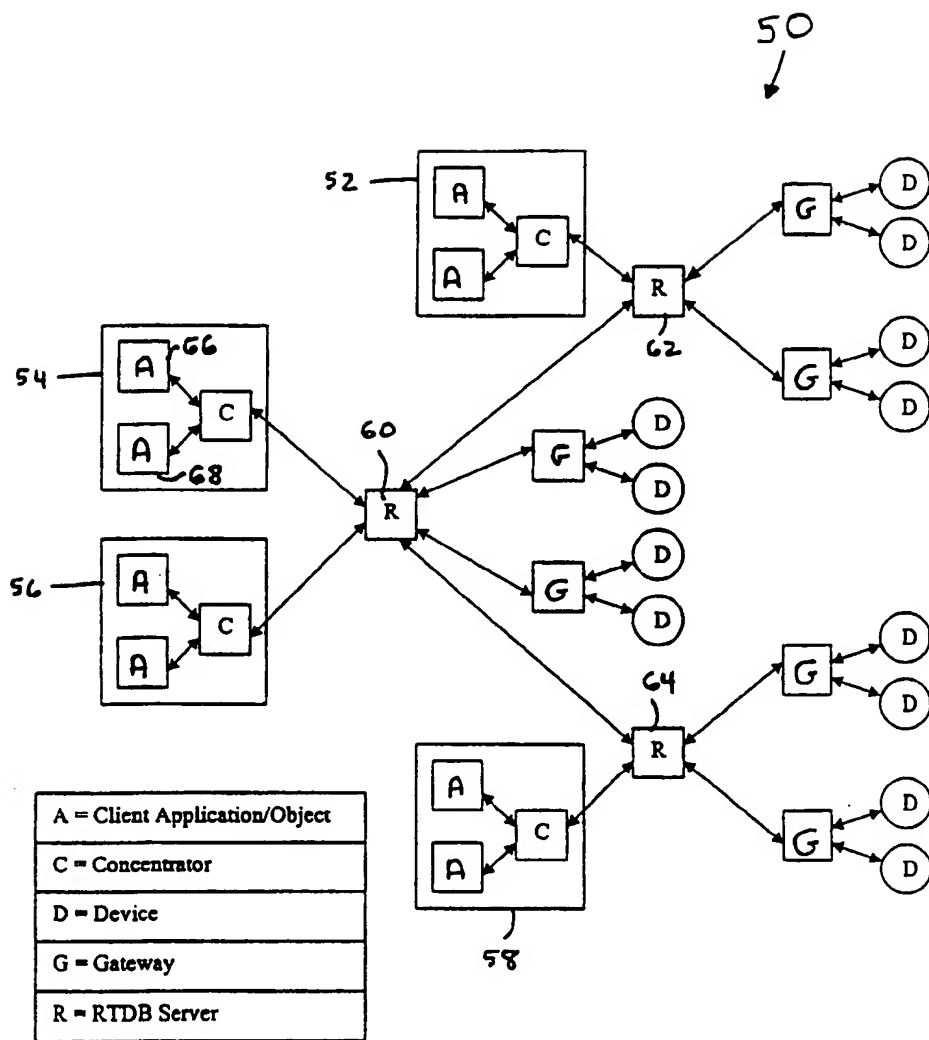 50
52
A
A
C
R
62
G
D
D
G
D
D
54
A
66
A
68
C
60
R
G
D
D
G
D
D
56
A
A
C
64
R
G
D
D
G
D
D
A
A
C
58
A = Client Application/Object
C = Concentrator
D = Device
G = Gateway
R = RTDB Server